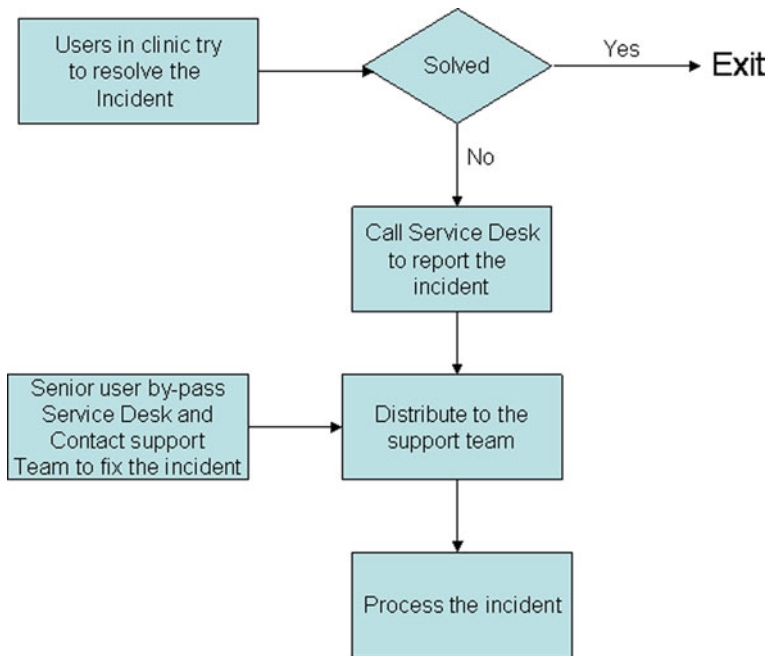 Users in clinic try
to resolve the
Incident
Solved
Yes
Exit
No
Call Service Desk
to report the
incident
Senior user by-pass
Service Desk and
Contact support
Team to fix the incident
Distribute to the
support team
Process the incident